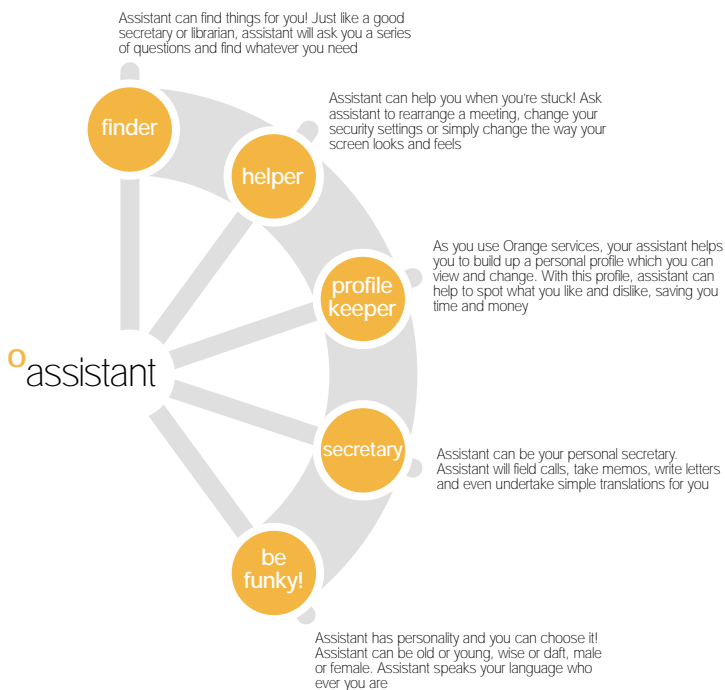 Assistant can find things for you! Just like a good
secretary or librarian, assistant will ask you a series
of questions and find whatever you need
finder
Assistant can help you when you're stuck! Ask
assistant to rearrange a meeting, change your
security settings or simply change the way your
screen looks and feels
helper
As you use Orange services, your assistant helps
you to build up a personal profile which you can
view and change. With this profile, assistant can
help to spot what you like and dislike, saving you
time and money
profile
keeper
o assistant
secretary
Assistant can be your personal secretary.
Assistant will field calls, take memos, write letters
and even undertake simple translations for you
be
funky!
Assistant has personality and you can choose it!
Assistant can be old or young, wise or daft, male
or female. Assistant speaks your language who
ever you are